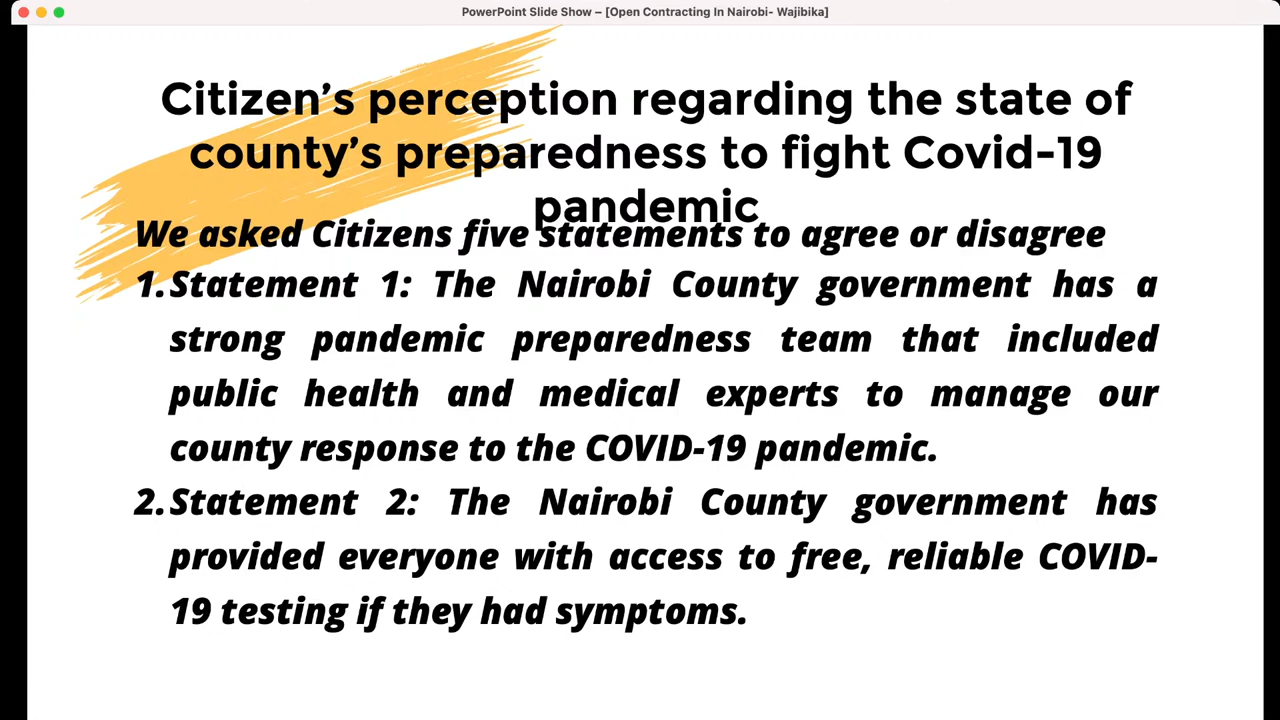 PowerPoint Slide Show – [Open Contracting In Nairobi- Wajibika]
Citizen’s perception regarding the state of
county’s preparedness to fight Covid-19
pandemic
We asked Citizens five statements to agree or disagree
1. Statement 1: The Nairobi County government has a
strong pandemic preparedness team that included
public health and medical experts to manage our
county response to the COVID-19 pandemic.
2. Statement 2: The Nairobi County government has
provided everyone with access to free, reliable COVID-
19 testing if they had symptoms.